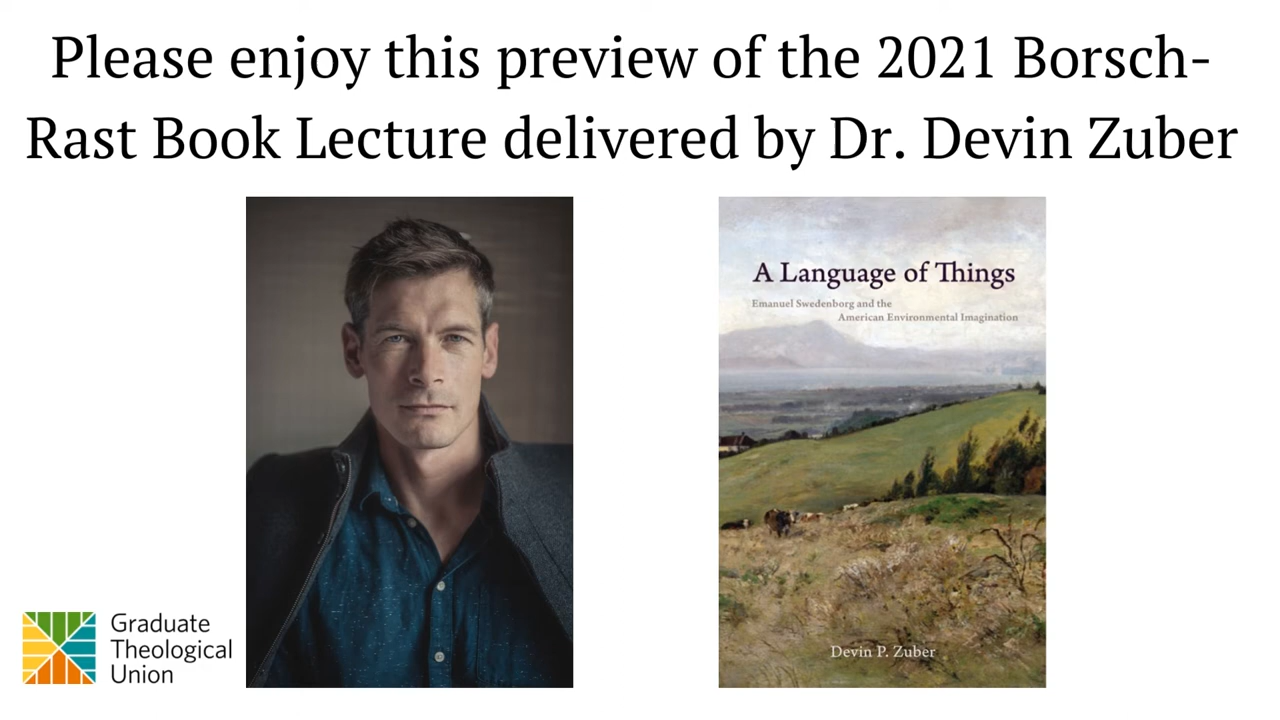 Please enjoy this preview of the 2021 Borsch-
Rast Book Lecture delivered by Dr. Devin Zuber
A Language of Things
Emanuel Swedenborg and the
American Environmental Imagination
Devin P. Zuber
Graduate
Theological
Union